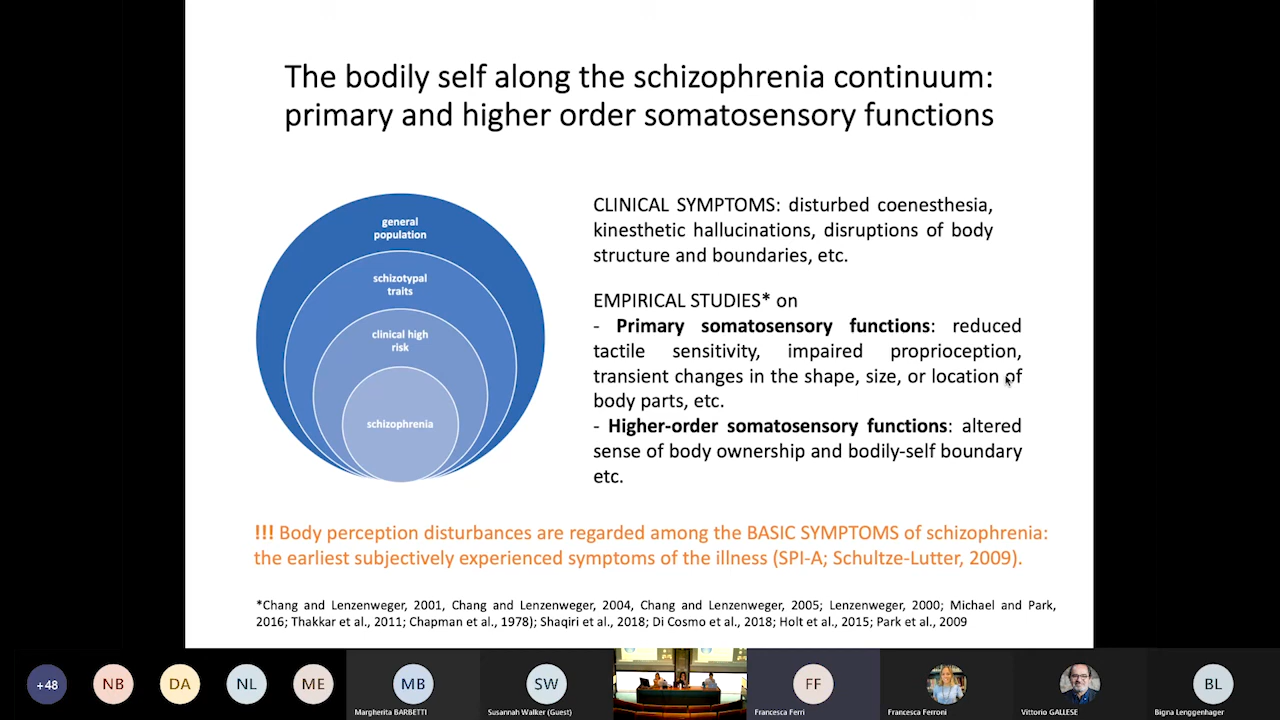 The bodily self along the schizophrenia continuum:
primary and higher order somatosensory functions
general
population
schizotypal
traits
clinical high
risk
schizophrenia
CLINICAL SYMPTOMS: disturbed coenesthesia,
kinesthetic hallucinations, disruptions of body
structure and boundaries, etc.
EMPIRICAL STUDIES* on
- Primary somatosensory functions: reduced
tactile sensitivity, impaired proprioception,
transient changes in the shape, size, or location of
body parts, etc.
- Higher-order somatosensory functions: altered
sense of body ownership and bodily-self boundary
etc.
!!! Body perception disturbances are regarded among the BASIC SYMPTOMS of schizophrenia:
the earliest subjectively experienced symptoms of the illness (SPI-A; Schultze-Lutter, 2009).
*Chang and Lenzenweger, 2001, Chang and Lenzenweger, 2004, Chang and Lenzenweger, 2005; Lenzenweger, 2000; Michael and Park,
2016; Thakkar et al., 2011; Chapman et al., 1978); Shaqiri et al., 2018; Di Cosmo et al., 2018; Holt et al., 2015; Park et al., 2009
+48
NB
DA
NL
ME
MB
SW
FF
BL
Margherita BARBETTI
Susannah Walker (Guest)
Francesca Ferri
Francesca Ferroni
Vittorio GALLESE
Bigna Lenggenhager